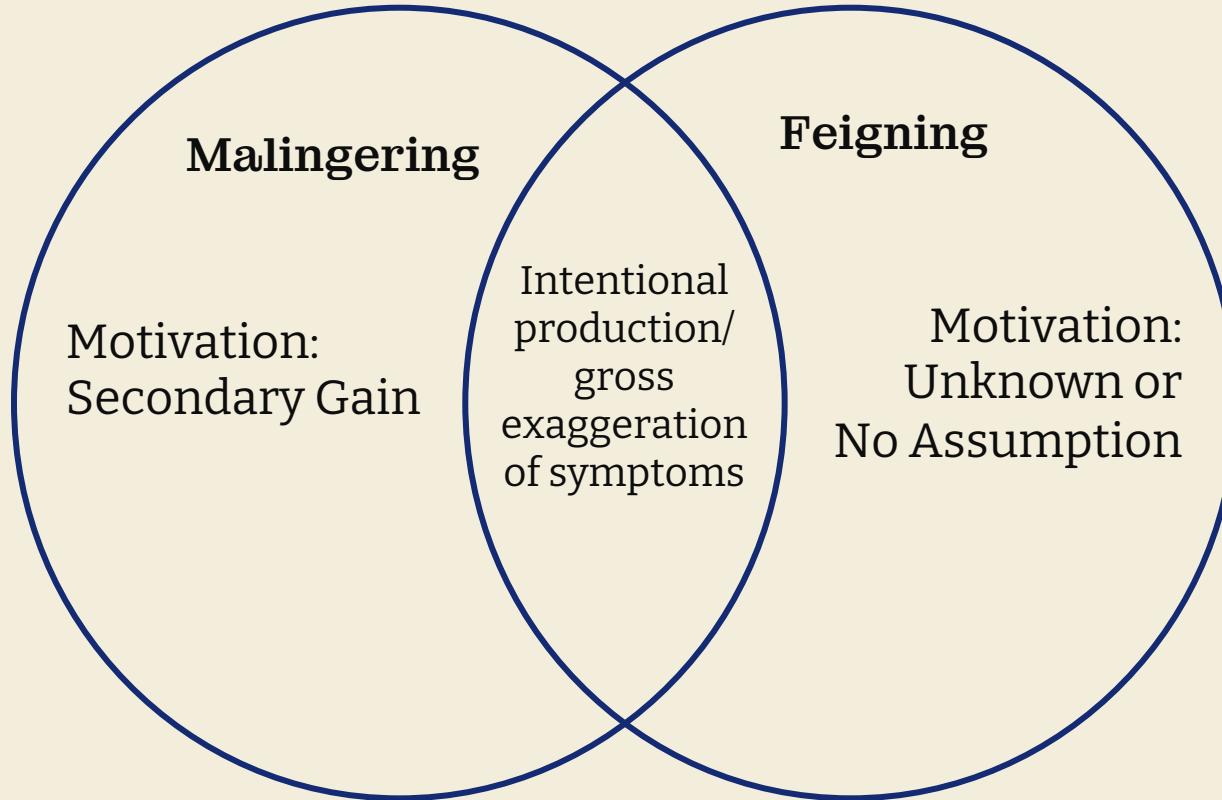 Malingering
Motivation:
Secondary Gain
Intentional
production/
gross
exaggeration
of symptoms
Feigning
Motivation:
Unknown or
No Assumption